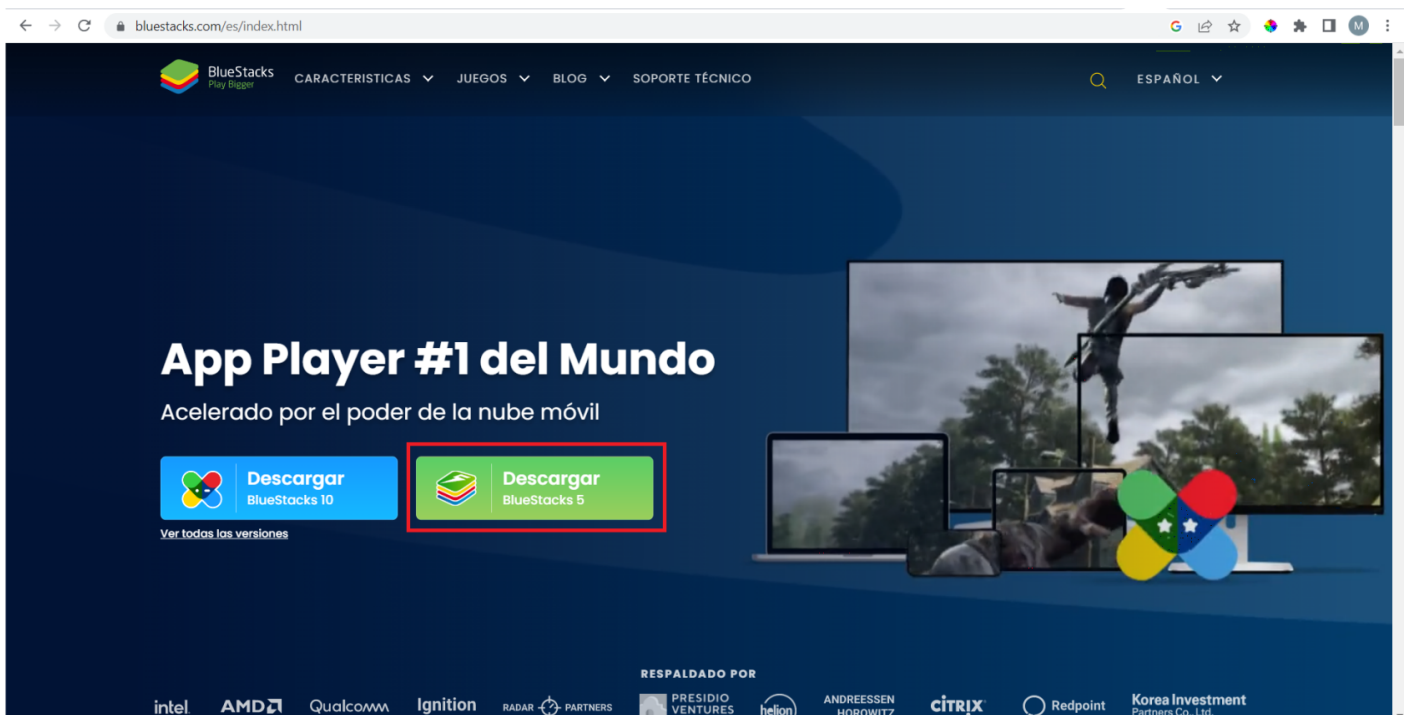 bluestacks.com/es/index.html
G
M
BlueStacks
Play Bigger
CARACTERISTICAS
JUEGOS
BLOG
SOPORTE TÉCNICO
ESPAÑOL
App Player #1 del Mundo
Acelerado por el poder de la nube móvil
Descargar
BlueStacks 10
Descargar
BlueStacks 5
Ver todas las versiones
RESPALDADO POR
intel.
AMD
Qualcomm
Ignition
RADAR PARTNERS
PRESIDIO
VENTURES
helion
ANDREESSEN
HOROWITZ
CİTRIX
Redpoint
Korea Investment
Partners Co., Ltd.